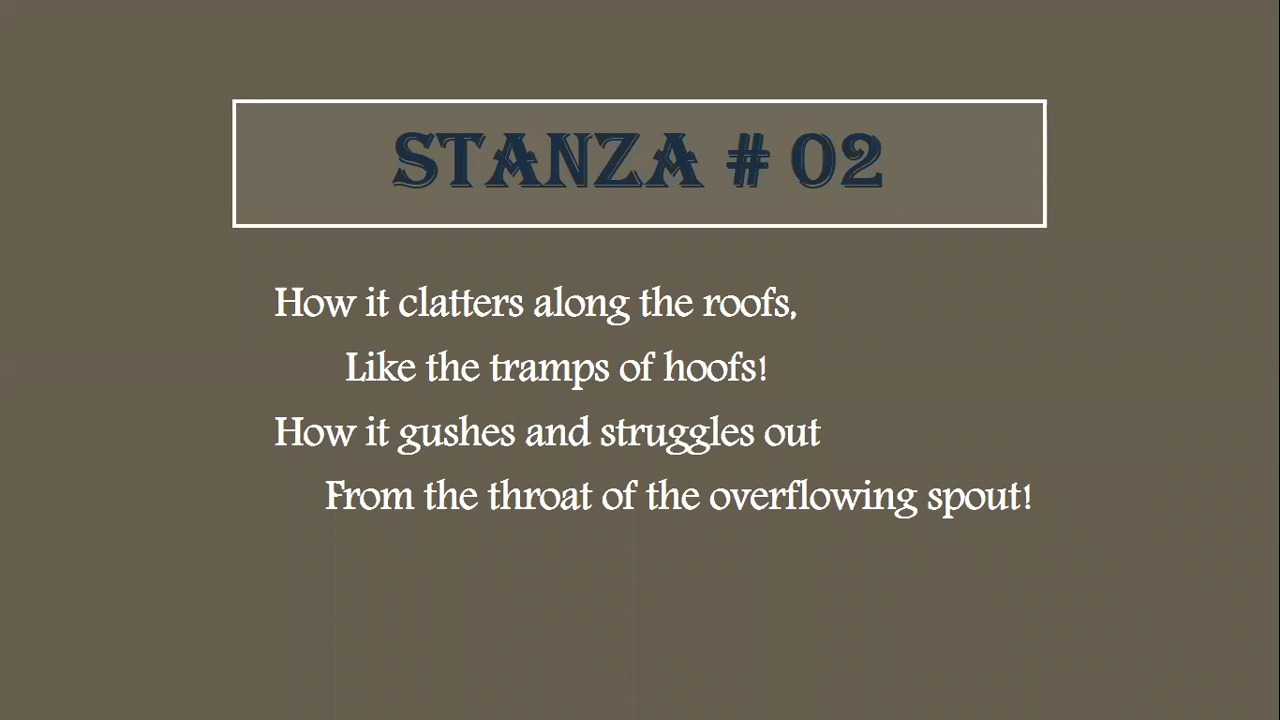 STANZA # 02
How it clatters along the roofs,
Like the tramps of hoofs!
How it gushes and struggles out
From the throat of the overflowing spout!